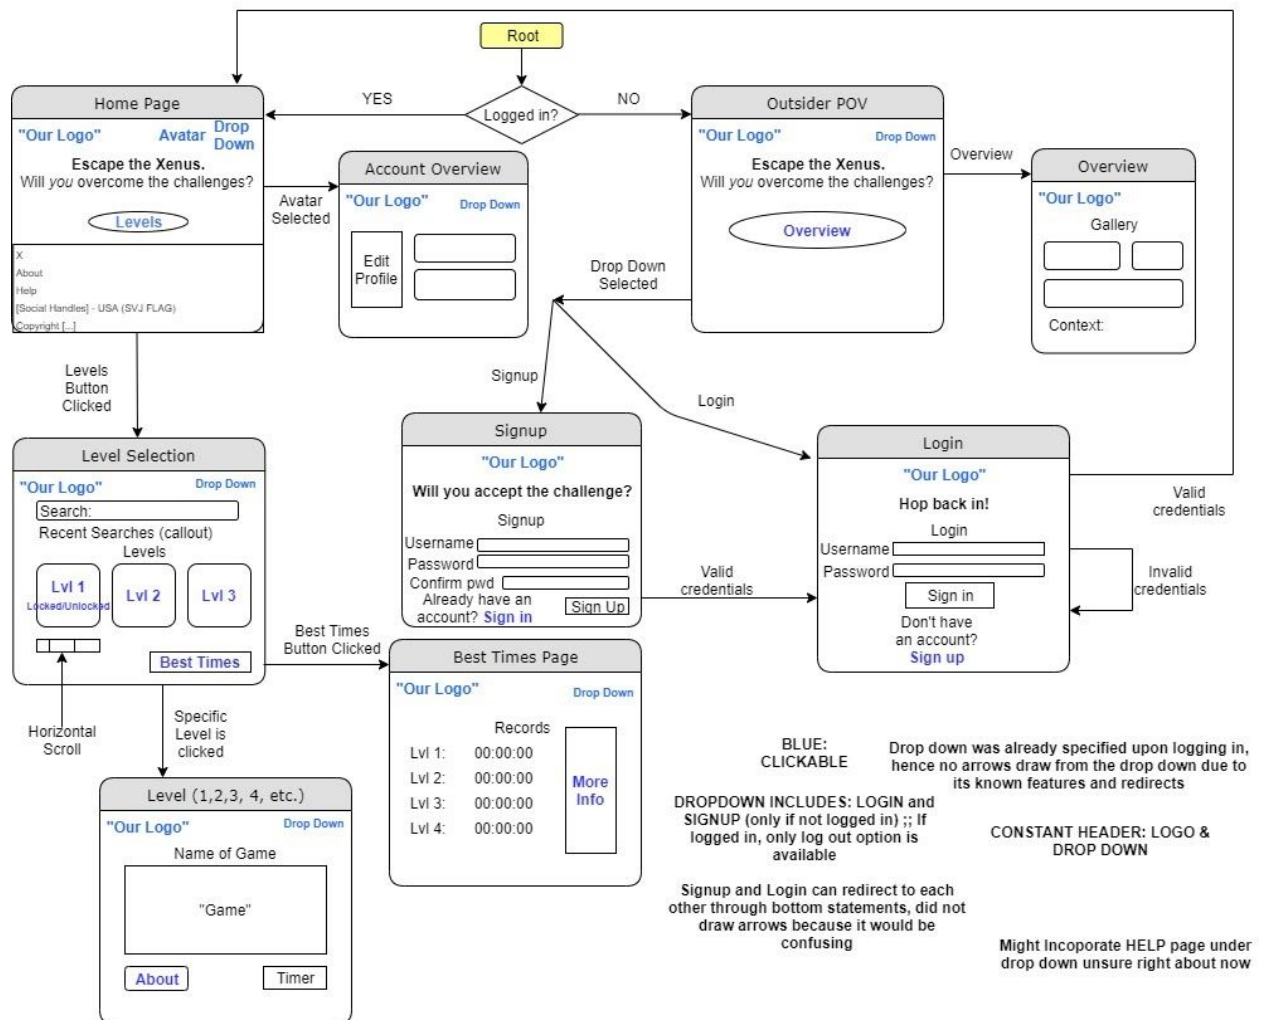 Root
Logged in?
YES
NO
Home Page
"Our Logo"
Avatar
Drop
Down
Escape the Xenus.
Will you overcome the challenges?
Levels
X
About
Help
[Social Handles] - USA (SVJ FLAG)
Copyright [...]
Avatar
Selected
Account Overview
"Our Logo"
Drop Down
Edit
Profile
Outsider POV
"Our Logo"
Drop Down
Escape the Xenus.
Will you overcome the challenges?
Overview
Overview
Overview
"Our Logo"
Gallery
Context:
Drop Down
Selected
Signup
Login
Levels
Button
Clicked
Level Selection
"Our Logo"
Drop Down
Search:
Recent Searches (callout)
Levels
Lvl 1
Locked/Unlocked
Lvl 2
Lvl 3
Best Times
Horizontal
Scroll
Specific
Level is
clicked
Best Times
Button Clicked
Signup
"Our Logo"
Will you accept the challenge?
Signup
Username
Password
Confirm pwd
Already have an
account? Sign in
Sign Up
Valid
credentials
Login
"Our Logo"
Hop back in!
Login
Username
Password
Sign in
Don't have
an account?
Sign up
Valid
credentials
Invalid
credentials
Best Times Page
"Our Logo"
Drop Down
Records
Lvl 1: 00:00:00
Lvl 2: 00:00:00
Lvl 3: 00:00:00
Lvl 4: 00:00:00
More
Info
Level (1,2,3, 4, etc.)
"Our Logo"
Drop Down
Name of Game
"Game"
About
Timer
BLUE:
CLICKABLE
Drop down was already specified upon logging in,
hence no arrows draw from the drop down due to
its known features and redirects
DROPDOWN INCLUDES: LOGIN and
SIGNUP (only if not logged in) ;; If
logged in, only log out option is
available
CONSTANT HEADER: LOGO &
DROP DOWN
Signup and Login can redirect to each
other through bottom statements, did not
draw arrows because it would be
confusing
Might Incoporate HELP page under
drop down unsure right about now